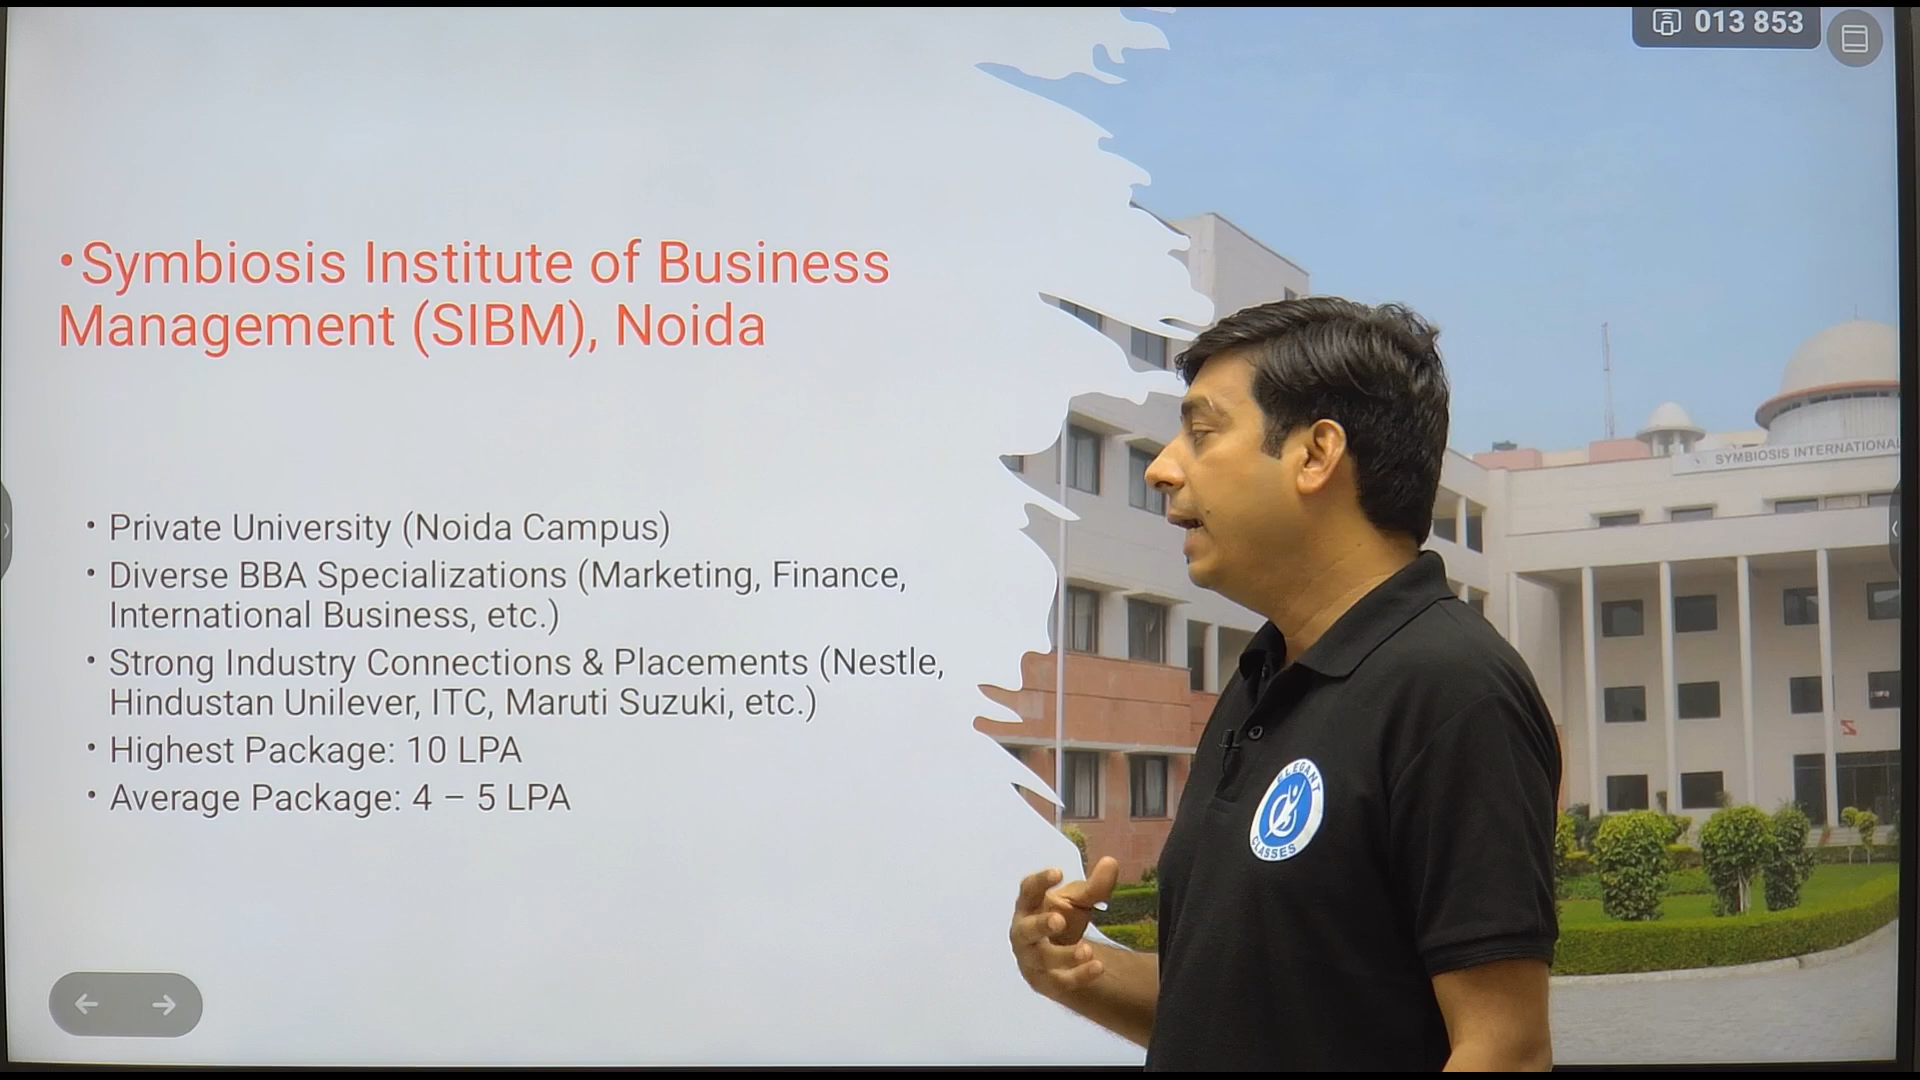 013 853
•Symbiosis Institute of Business
Management (SIBM), Noida
SYMBIOSIS INTERNATIONAL
• Private University (Noida Campus)
• Diverse BBA Specializations (Marketing, Finance,
International Business, etc.)
• Strong Industry Connections & Placements (Nestle,
Hindustan Unilever, ITC, Maruti Suzuki, etc.)
• Highest Package: 10 LPA
• Average Package: 4 – 5 LPA
ELEGANT
CLASSES